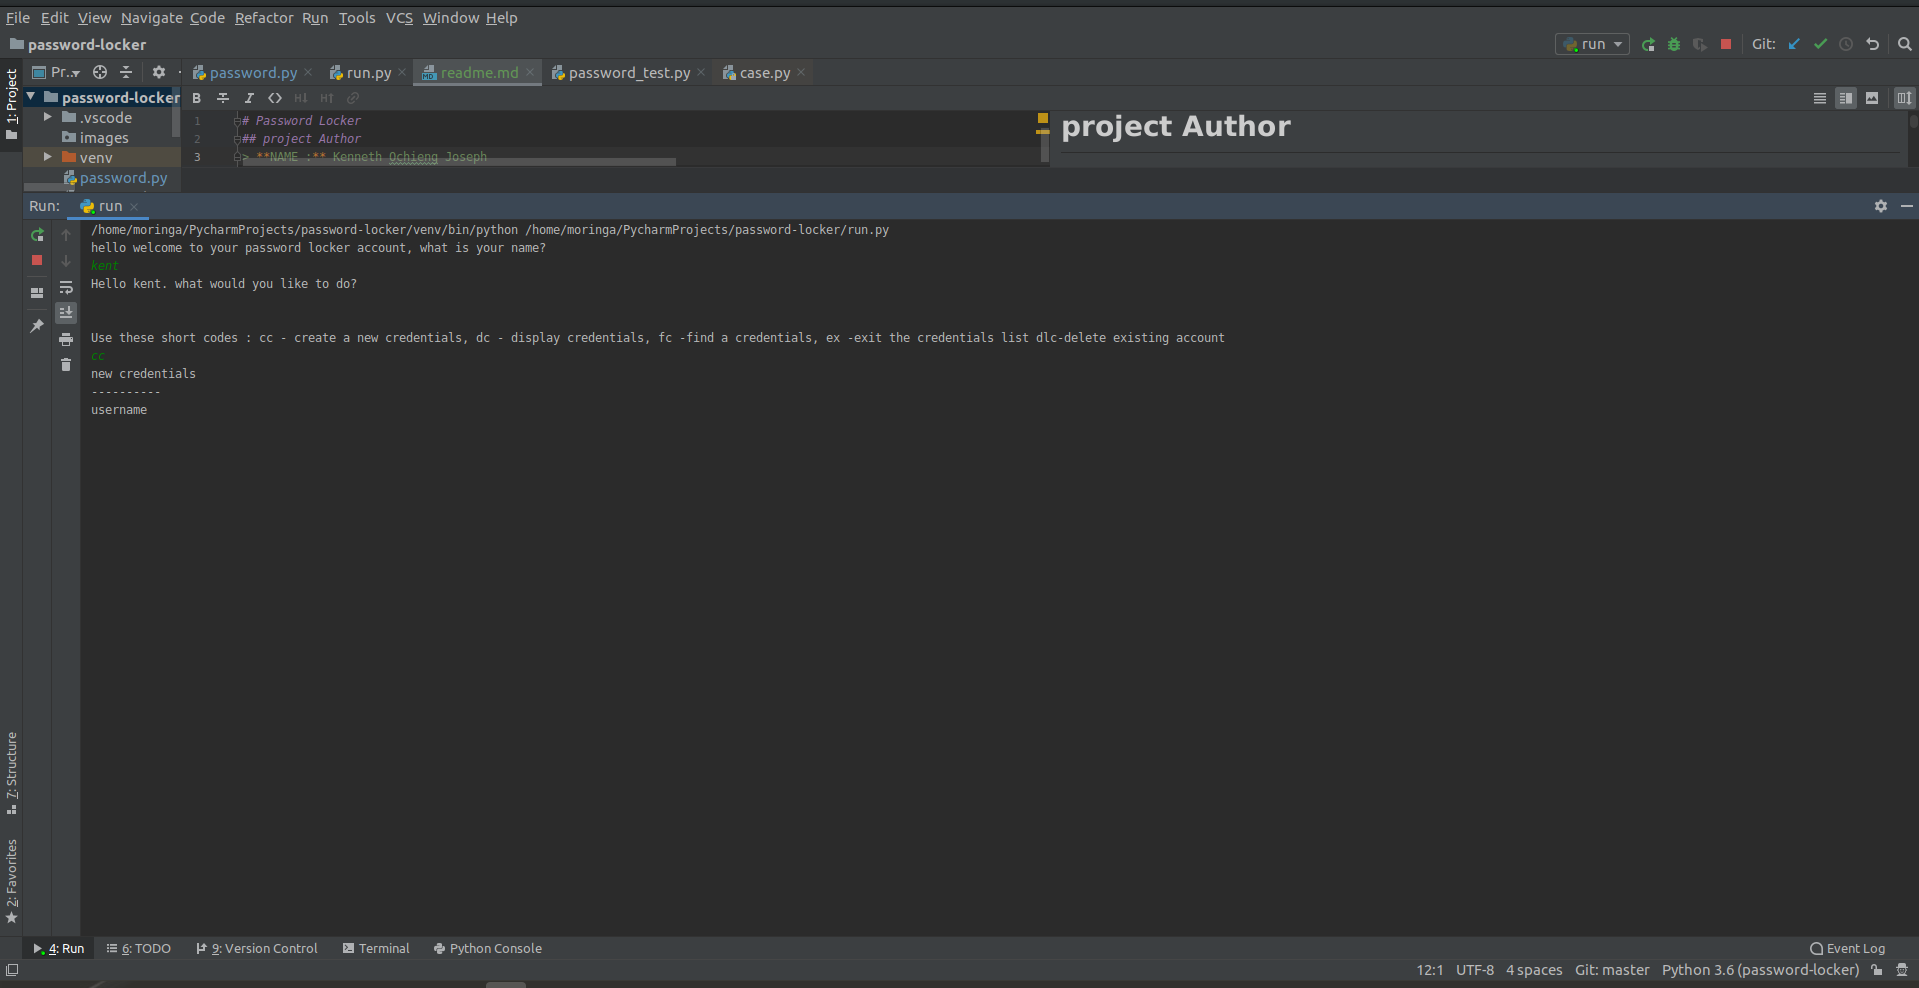 File Edit View Navigate Code Refactor Run Tools VCS Window Help
password-locker
run
Git:
1: Project
Pr..
password.py
run.py
readme.md
password_test.py
case.py
password-locker
.vscode
images
venv
password.py
B I <> H↓ H↑
1 # Password Locker
2 ## project Author
3 > **NAME :** Kenneth Ochieng Joseph
project Author
Run: run
/home/moringa/PycharmProjects/password-locker/venv/bin/python /home/moringa/PycharmProjects/password-locker/run.py
hello welcome to your password locker account, what is your name?
kent
Hello kent. what would you like to do?
Use these short codes : cc - create a new credentials, dc - display credentials, fc -find a credentials, ex -exit the credentials list dlc-delete existing account
cc
new credentials
----------
username
7: Structure
2: Favorites
4: Run 6: TODO 9: Version Control Terminal Python Console Event Log
12:1 UTF-8 4 spaces Git: master Python 3.6 (password-locker)